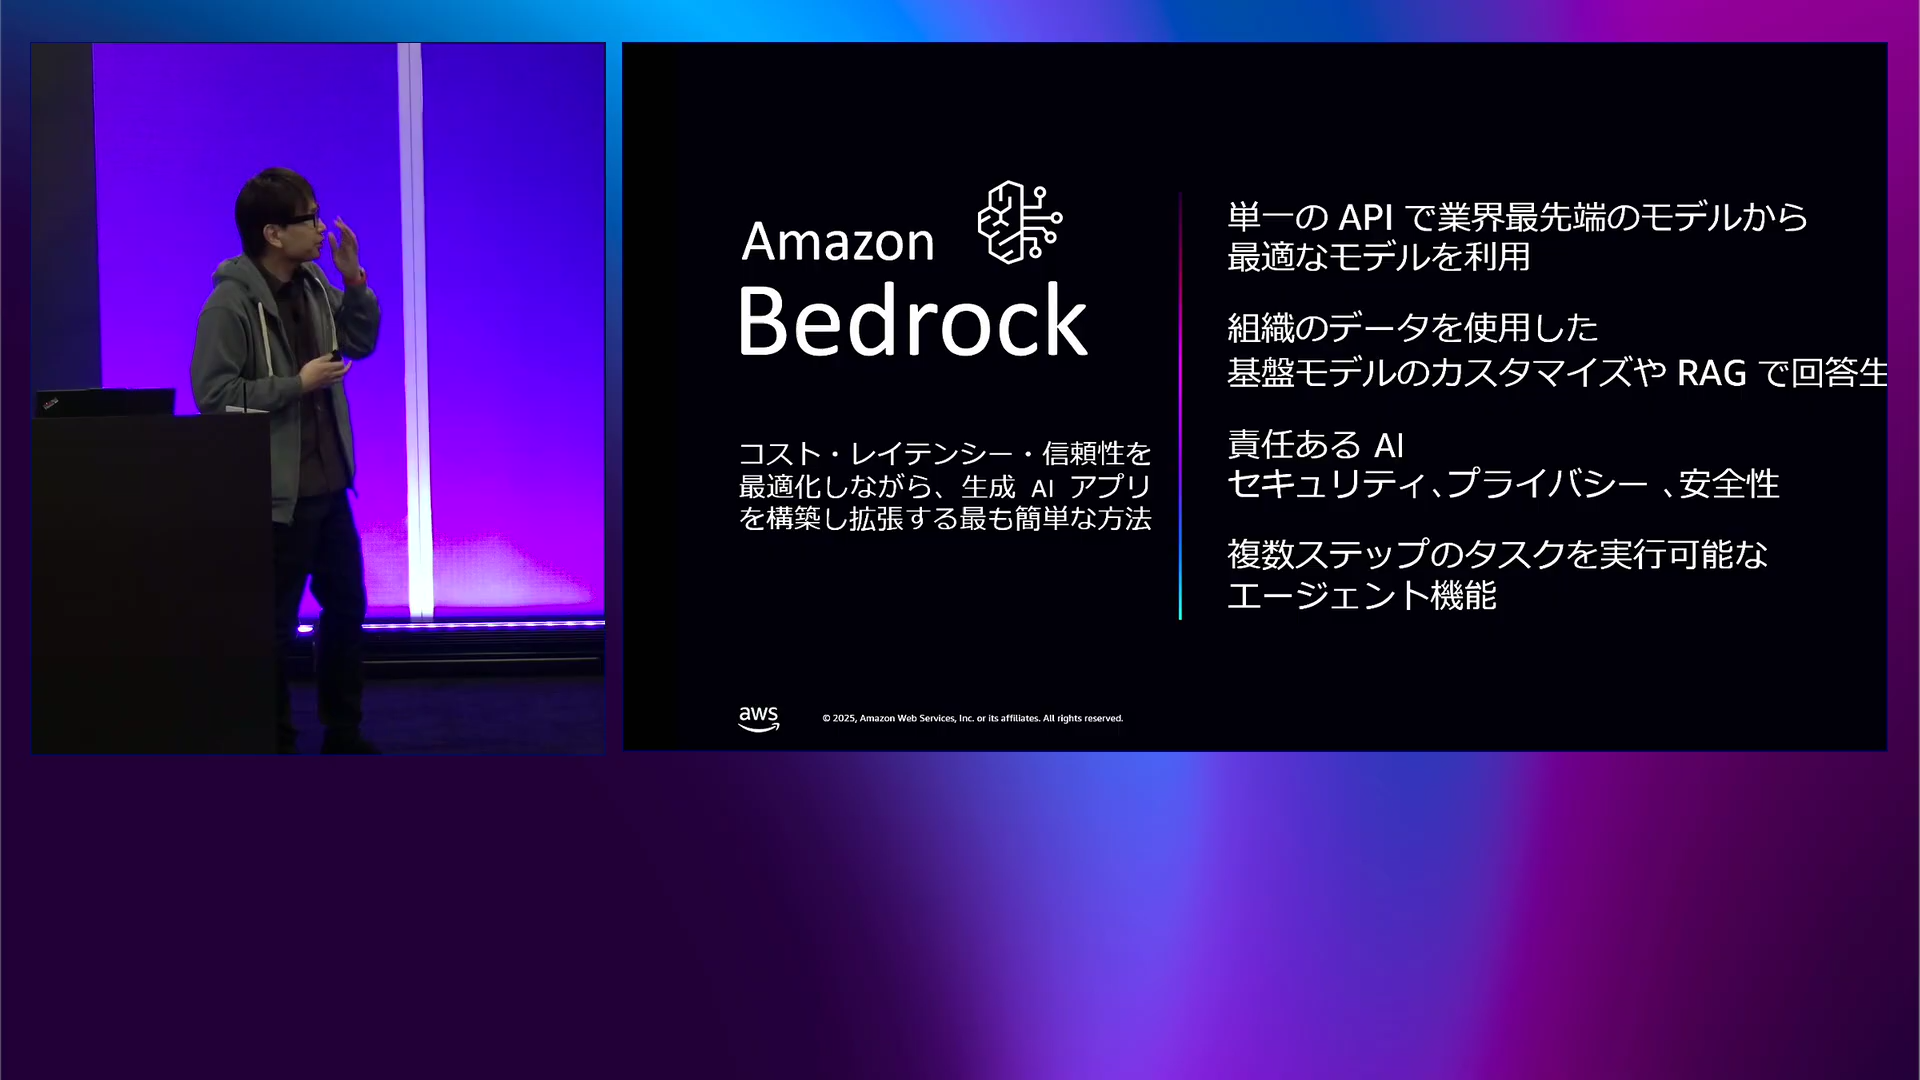 Amazon
Bedrock
コスト・レイテンシー・信頼性を
最適化しながら、生成 AI アプリ
を構築し拡張する最も簡単な方法
単一の API で業界最先端のモデルから
最適なモデルを利用
組織のデータを使用した
基盤モデルのカスタマイズや RAG で回答生
責任ある AI
セキュリティ、プライバシー 、安全性
複数ステップのタスクを実行可能な
エージェント機能
aws
© 2025, Amazon Web Services, Inc. or its affiliates. All rights reserved.